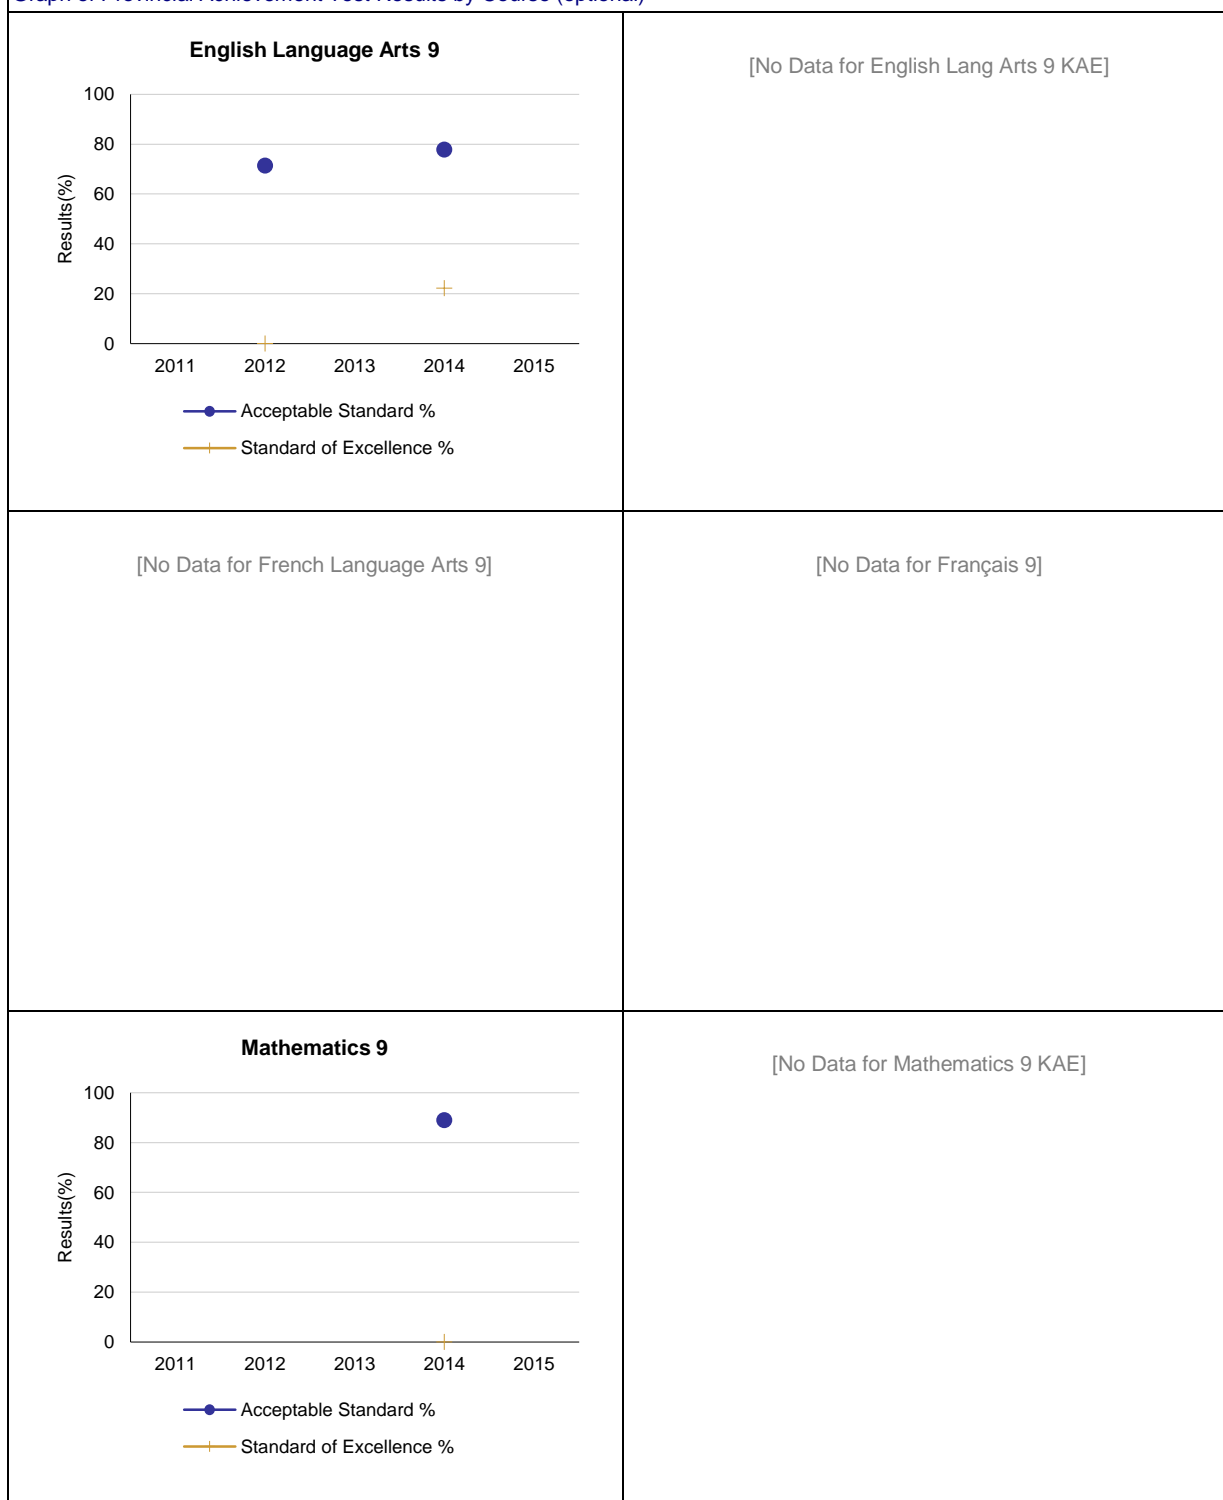 English Language Arts 9
100
80
60
40
20
0
Results(%)
2011 2012 2013 2014 2015
Acceptable Standard %
Standard of Excellence %
[No Data for English Lang Arts 9 KAE]
[No Data for French Language Arts 9]
[No Data for Français 9]
Mathematics 9
100
80
60
40
20
0
Results(%)
2011 2012 2013 2014 2015
Acceptable Standard %
Standard of Excellence %
[No Data for Mathematics 9 KAE]